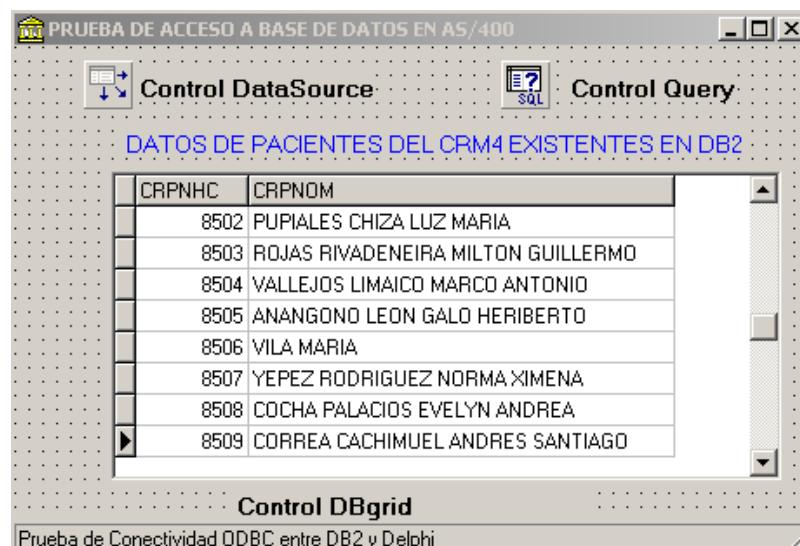 PRUEBA DE ACCESO A BASE DE DATOS EN AS/400
Control DataSource
SQL
Control Query
DATOS DE PACIENTES DEL CRM4 EXISTENTES EN DB2
CRPNHC CRPNOM
8502 PUPIALES CHIZA LUZ MARIA
8503 ROJAS RIVADENEIRA MILTON GUILLERMO
8504 VALLEJOS LIMAICO MARCO ANTONIO
8505 ANANGONO LEON GALO HERIBERTO
8506 VILA MARIA
8507 YEPEZ RODRIGUEZ NORMA XIMENA
8508 COCHA PALACIOS EVELYN ANDREA
8509 CORREA CACHIMUEL ANDRES SANTIAGO
Control DBgrid
Prueba de Conectividad ODBC entre DB2 y Delphi